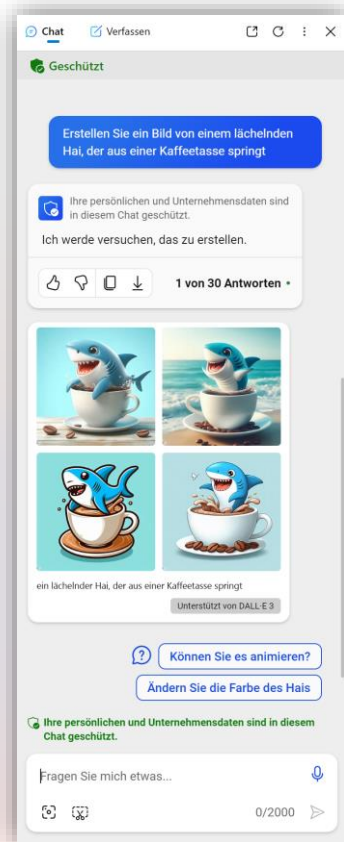 Chat Verfassen
Geschützt
Erstellen Sie ein Bild von einem lächelnden
Hai, der aus einer Kaffeetasse springt
Ihre persönlichen und Unternehmensdaten sind
in diesem Chat geschützt.
Ich werde versuchen, das zu erstellen.
1 von 30 Antworten
ein lächelnder Hai, der aus einer Kaffeetasse springt
Unterstützt von DALL·E 3
Können Sie es animieren?
Ändern Sie die Farbe des Hais
Ihre persönlichen und Unternehmensdaten sind in diesem
Chat geschützt.
Fragen Sie mich etwas...
0/2000